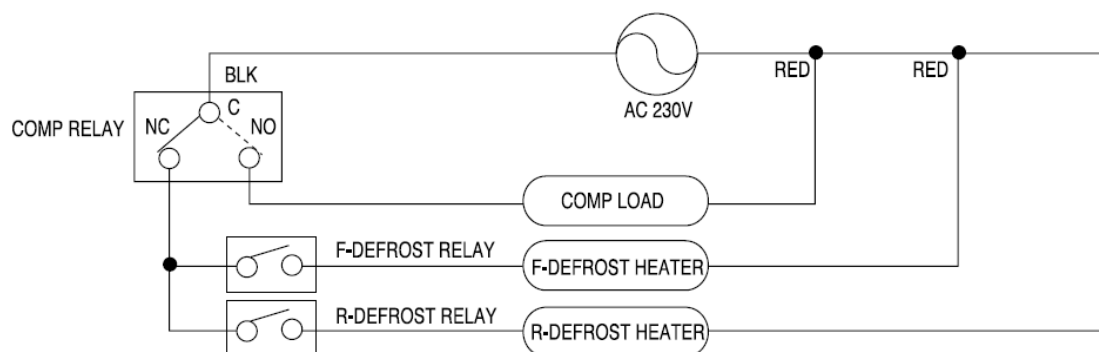 BLK
RED
RED
AC 230V
COMP RELAY
NC
C
NO
COMP LOAD
F-DEFROST RELAY
F-DEFROST HEATER
R-DEFROST RELAY
R-DEFROST HEATER